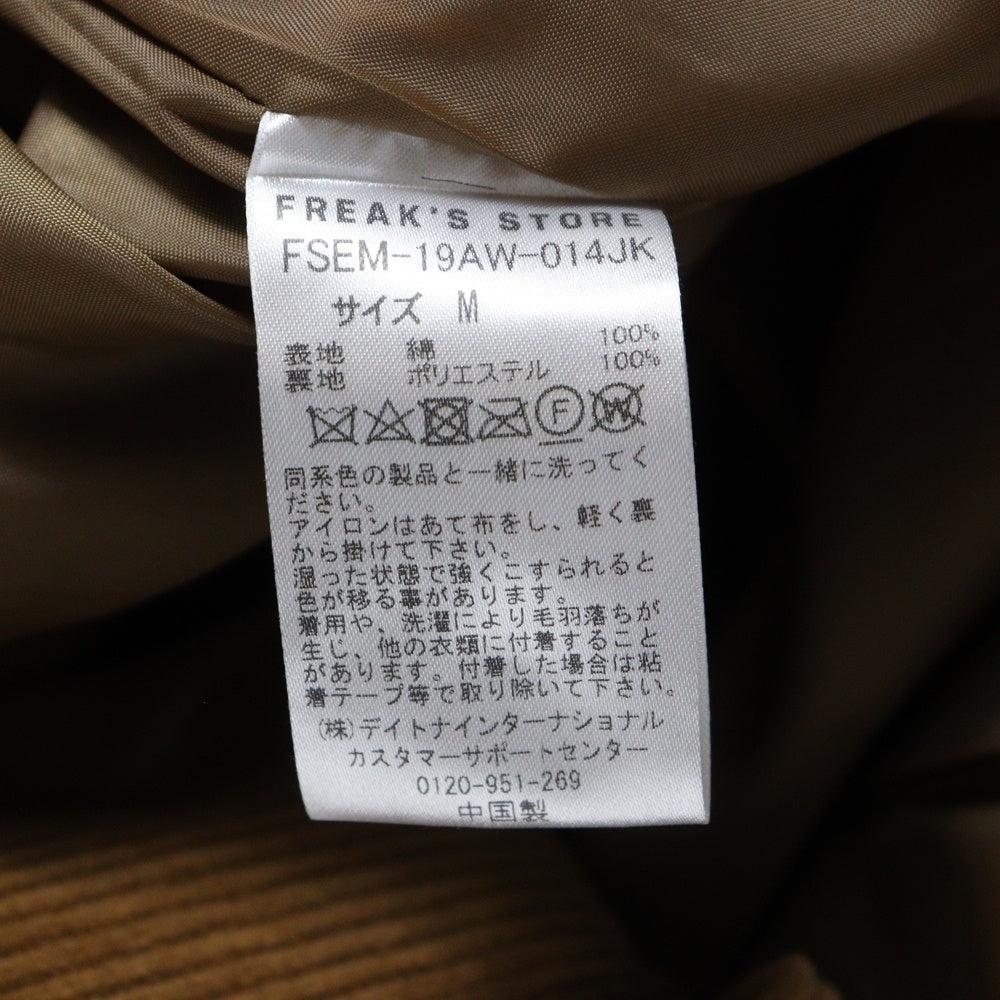 FREAK'S STORE
FSEM-19AW-014JK
サイズ M
表地 綿 100%
裏地 ポリエステル 100%
F W
同系色の製品と一緒に洗ってく
ださい。
アイロンはあて布をし、軽く裏
から掛けて下さい。
湿った状態で強くこすられると
色が移る事があります。
着用や、洗濯により毛羽落ちが
生じ、他の衣類に付着すること
があります。付着した場合は粘
着テープ等で取り除いて下さい。
(株)デイトナインターナショナル
カスタマーサポートセンター
0120-951-269
中国製